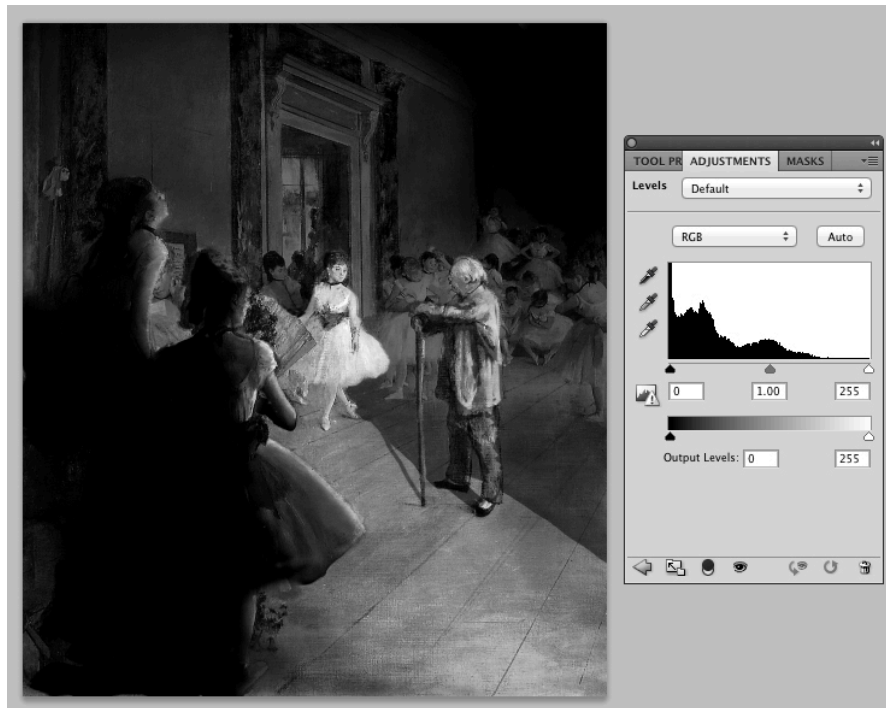 TOOL PR ADJUSTMENTS MASKS
Levels Default
RGB Auto
0 1.00 255
Output Levels: 0 255